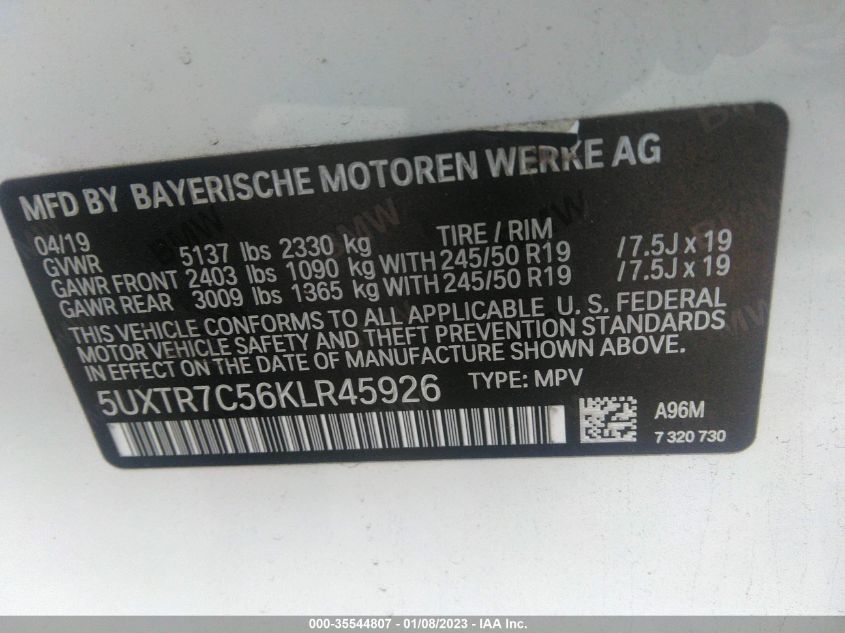 MFD BY BAYERISCHE MOTOREN WERKE AG
04/19 TIRE / RIM
GVWR 5137 lbs 2330 kg
GAWR FRONT 2403 lbs 1090 kg WITH 245/50 R19 /7.5J x 19
GAWR REAR 3009 lbs 1365 kg WITH 245/50 R19 /7.5J x 19
THIS VEHICLE CONFORMS TO ALL APPLICABLE U. S. FEDERAL
MOTOR VEHICLE SAFETY AND THEFT PREVENTION STANDARDS
IN EFFECT ON THE DATE OF MANUFACTURE SHOWN ABOVE.
5UXTR7C56KLR45926 TYPE: MPV
A96M
7 320 730
BMW
BMW
BMW
BMW
000-35544807 - 01/08/2023 - IAA Inc.